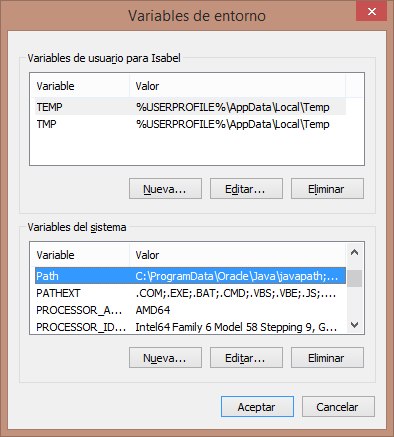 Variables de entorno
Variables de usuario para Isabel
Variable Valor
TEMP %USERPROFILE%\AppData\Local\Temp
TMP %USERPROFILE%\AppData\Local\Temp
Nueva... Editar... Eliminar
Variables del sistema
Variable Valor
Path C:\ProgramData\Oracle\Java\javapath;...
PATHEXT .COM;.EXE;.BAT;.CMD;.VBS;.VBE;.JS;....
PROCESSOR_A... AMD64
PROCESSOR_ID... Intel64 Family 6 Model 58 Stepping 9, G...
Nueva... Editar... Eliminar
Aceptar Cancelar